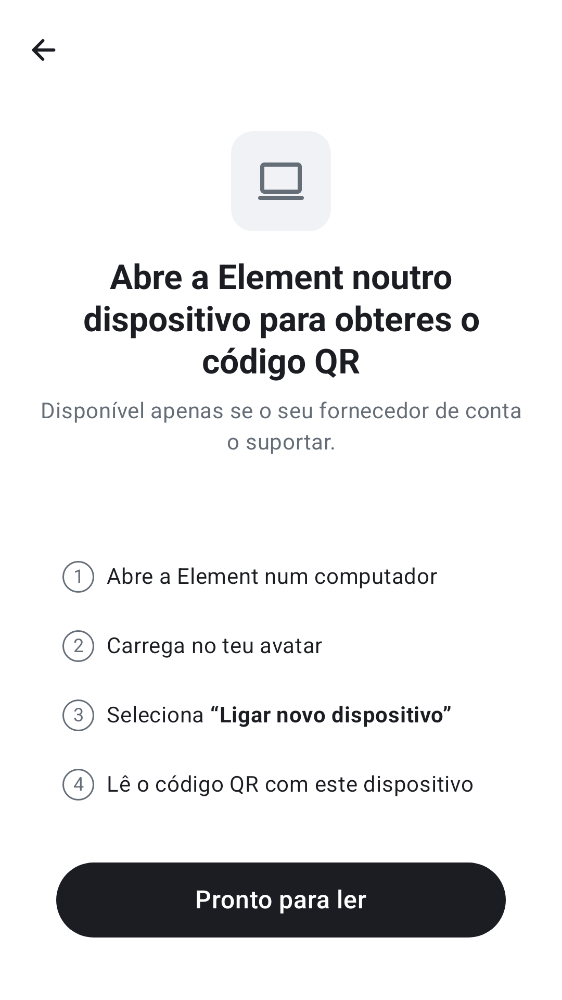 Abre a Element noutro
dispositivo para obteres o
código QR
Disponível apenas se o seu fornecedor de conta
o suportar.
1 Abre a Element num computador
2 Carrega no teu avatar
3 Seleciona “Ligar novo dispositivo”
4 Lê o código QR com este dispositivo
Pronto para ler